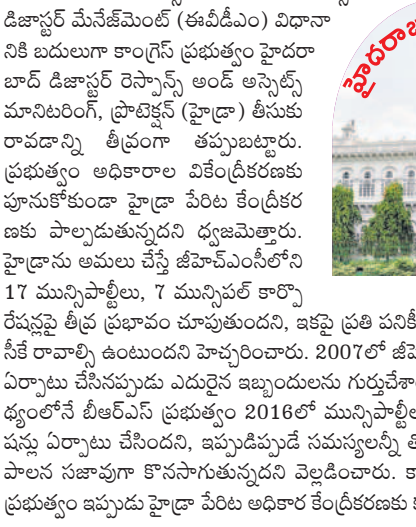 డిజాస్టర్ మేనేజ్‌మెంట్ (ఈవీడీఎం) విధానా
నికి బదులుగా కాంగ్రెస్ ప్రభుత్వం హైదరా
బాద్ డిజాస్టర్ రెస్పాన్స్ అండ్ అస్సెట్స్
మానిటరింగ్, ప్రొటెక్షన్ (హైడ్రా) తీసుకు
రావడాన్ని తీవ్రంగా తప్పుబట్టారు.
ప్రభుత్వం అధికారాల వికేంద్రీకరణకు
పూనుకోకుండా హైడ్రా పేరిట కేంద్రీకర
ణకు పాల్పడుతున్నదని ధ్వజమెత్తారు.
హైడ్రాను అమలు చేస్తే జీహెచ్ఎంసీలోని
17 మున్సిపాల్టీలు, 7 మున్సిపల్ కార్పొ
రేషన్లపై తీవ్ర ప్రభావం చూపుతుందని, ఇకపై ప్రతి పనికీ
సీకే రావాల్సి ఉంటుందని హెచ్చరించారు. 2007లో జీహె
ఏర్పాటు చేసినప్పుడు ఎదురైన ఇబ్బందులను గుర్తుచేశా
థ్యంలోనే బీఆర్ఎస్ ప్రభుత్వం 2016లో మున్సిపాల్టీల
షన్లు ఏర్పాటు చేసిందని, ఇప్పుడిప్పుడే సమస్యలన్నీ
పాలన సజావుగా కొనసాగుతున్నదని వెల్లడించారు. కా
ప్రభుత్వం ఇప్పుడు హైడ్రా పేరిట అధికార కేంద్రీకరణకు
హైదరాబా